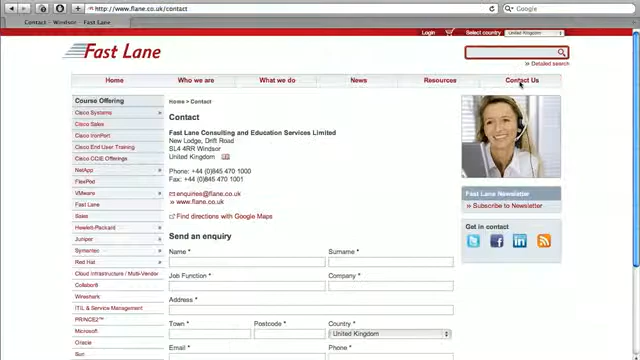 http://www.flane.co.uk/contact
Google
Contact - Windsor - Fast Lane
Login
Select country
United Kingdom
Fast Lane
» Detailed search
Home
Who we are
What we do
News
Resources
Contact Us
Course Offering
Cisco Systems »
Cisco Sales
Cisco IronPort
Cisco End User Training
Cisco CCIE Offerings
NetApp »
FlexPod
VMware »
Fast Lane
Sales
Hewlett-Packard »
Juniper »
Symantec »
Red Hat »
Cloud Infrastructure / Multi-Vendor
Collabor8
Wireshark
ITIL & Service Management
PRINCE2™
Microsoft
Oracle
Sun
Home > Contact
Contact
Fast Lane Consulting and Education Services Limited
New Lodge, Drift Road
SL4 4RR Windsor
United Kingdom
Phone: +44 (0)845 470 1000
Fax: +44 (0)845 470 1001
enquiries@flane.co.uk
» www.flane.co.uk
Find directions with Google Maps
Send an enquiry
Name *
Surname *
Job Function *
Company *
Address *
Town *
Postcode *
Country *
United Kingdom
Email *
Phone *
Fast Lane Newsletter
» Subscribe to Newsletter
Get in contact